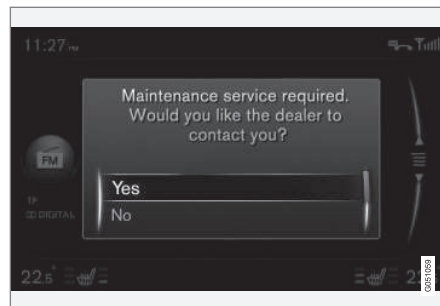 11:27
Maintenance service required.
Would you like the dealer to
contact you?
FM
Yes
TP
DIGITAL
No
22.5
22
G051059